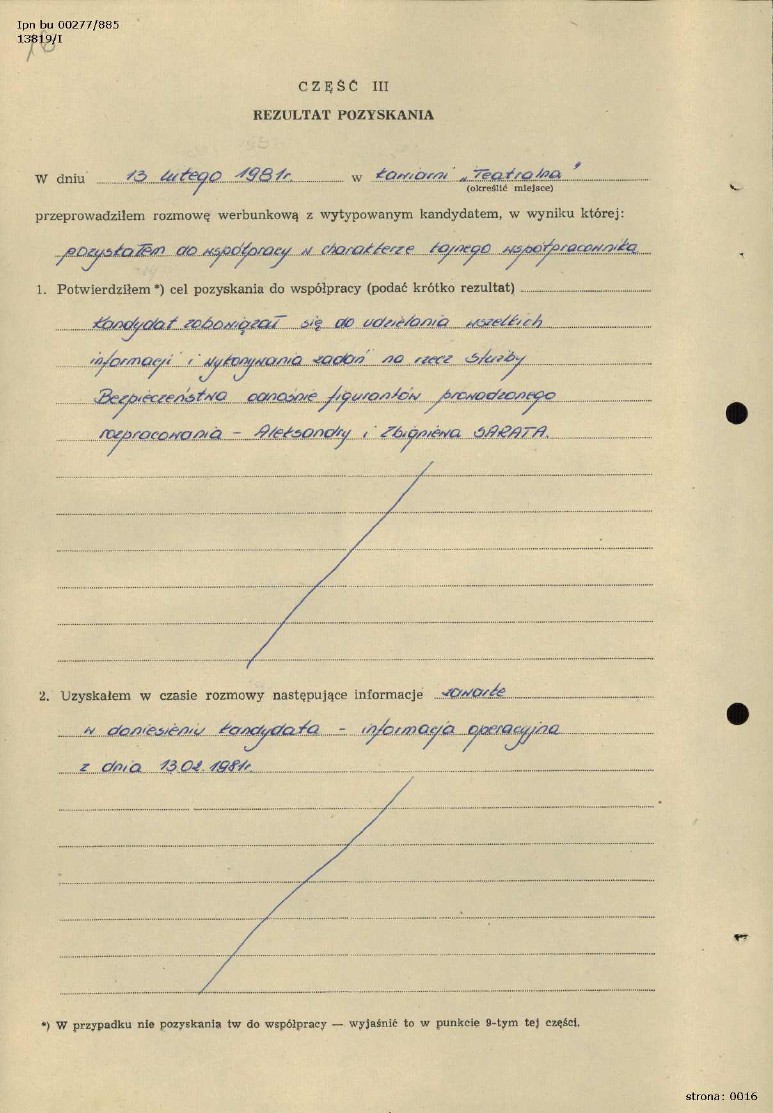 Ipn bu 00277/885
13819/I
CZĘŚĆ III
REZULTAT POZYSKANIA
W dniu 13 lutego 1981r. w kawiarni „Teatralna"
(określić miejsce)
przeprowadziłem rozmowę werbunkową z wytypowanym kandydatem, w wyniku której:
pozyskałem do współpracy w charakterze tajnego współpracownika
1. Potwierdziłem *) cel pozyskania do współpracy (podać krótko rezultat)
Kandydat zobowiązał się do udzielania wszelkich
informacji i wykonywania zadań na rzecz Służby
Bezpieczeństwa odnośnie figurantów prowadzonego
rozpracowania – Aleksandry i Zbigniewa SARATA.
2. Uzyskałem w czasie rozmowy następujące informacje zawarte
w doniesieniu kandydata – informacja operacyjna
z dnia 13.02.1981r.
*) W przypadku nie pozyskania tw do współpracy — wyjaśnić to w punkcie 9-tym tej części.
strona: 0016